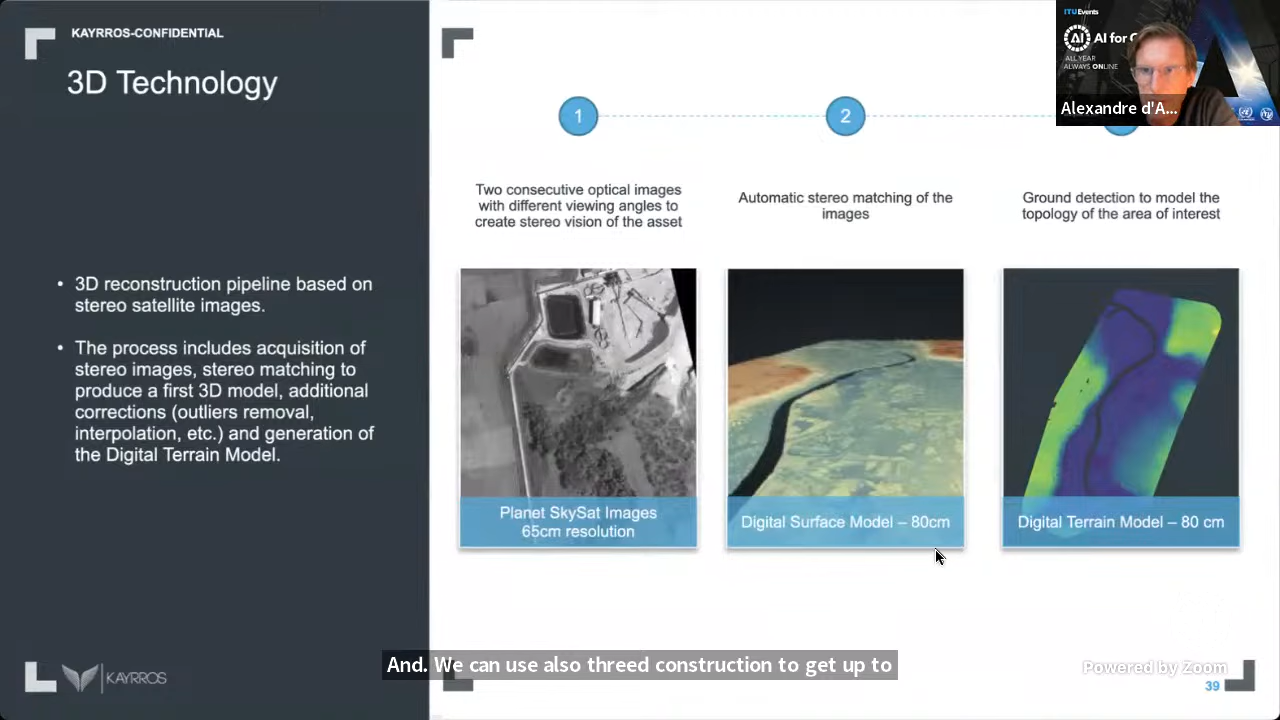 KAYRROS-CONFIDENTIAL
3D Technology
• 3D reconstruction pipeline based on
stereo satellite images.
• The process includes acquisition of
stereo images, stereo matching to
produce a first 3D model, additional
corrections (outliers removal,
interpolation, etc.) and generation of
the Digital Terrain Model.
KAYRROS
1
2
Two consecutive optical images
with different viewing angles to
create stereo vision of the asset
Automatic stereo matching of the
images
Ground detection to model the
topology of the area of interest
Planet SkySat Images
65cm resolution
Digital Surface Model – 80cm
Digital Terrain Model – 80 cm
ITUEvents
AI
AI for
ALL YEAR
ALWAYS ONLINE
Alexandre d'A...
And. We can use also threed construction to get up to
Powered by Zoom
39